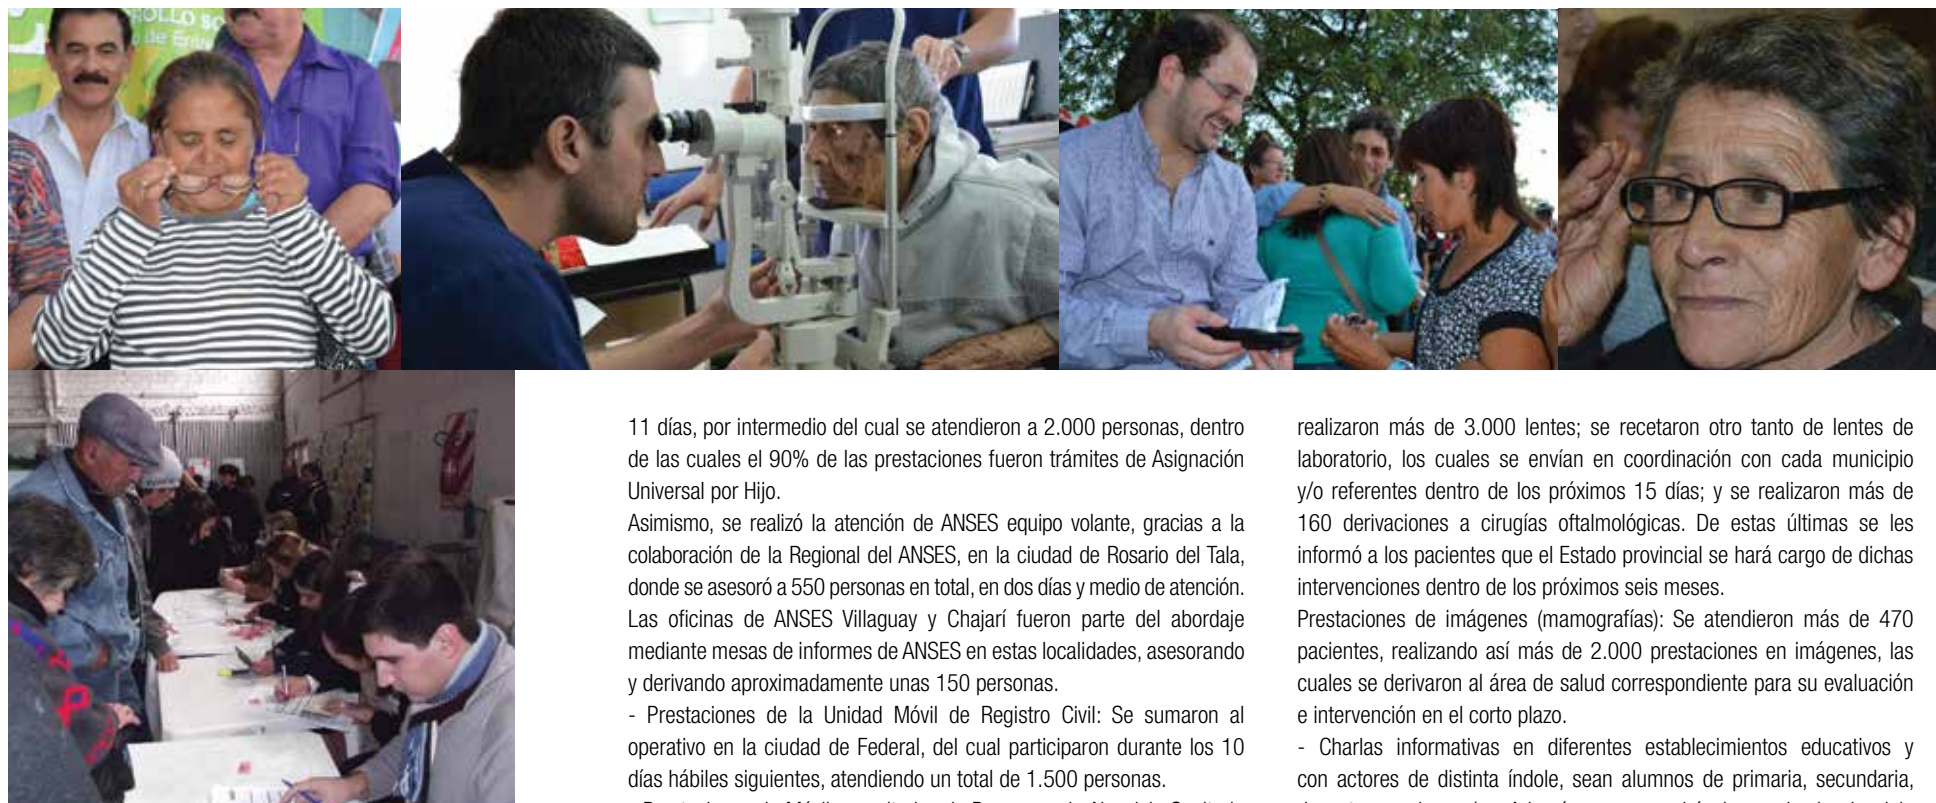 ROLLO SO
de Entre
11 días, por intermedio del cual se atendieron a 2.000 personas, dentro
de las cuales el 90% de las prestaciones fueron trámites de Asignación
Universal por Hijo.
Asimismo, se realizó la atención de ANSES equipo volante, gracias a la
colaboración de la Regional del ANSES, en la ciudad de Rosario del Tala,
donde se asesoró a 550 personas en total, en dos días y medio de atención.
Las oficinas de ANSES Villaguay y Chajarí fueron parte del abordaje
mediante mesas de informes de ANSES en estas localidades, asesorando
y derivando aproximadamente unas 150 personas.
- Prestaciones de la Unidad Móvil de Registro Civil: Se sumaron al
operativo en la ciudad de Federal, del cual participaron durante los 10
días hábiles siguientes, atendiendo un total de 1.500 personas.
realizaron más de 3.000 lentes; se recetaron otro tanto de lentes de
laboratorio, los cuales se envían en coordinación con cada municipio
y/o referentes dentro de los próximos 15 días; y se realizaron más de
160 derivaciones a cirugías oftalmológicas. De estas últimas se les
informó a los pacientes que el Estado provincial se hará cargo de dichas
intervenciones dentro de los próximos seis meses.
Prestaciones de imágenes (mamografías): Se atendieron más de 470
pacientes, realizando así más de 2.000 prestaciones en imágenes, las
cuales se derivaron al área de salud correspondiente para su evaluación
e intervención en el corto plazo.
- Charlas informativas en diferentes establecimientos educativos y
con actores de distinta índole, sean alumnos de primaria, secundaria,